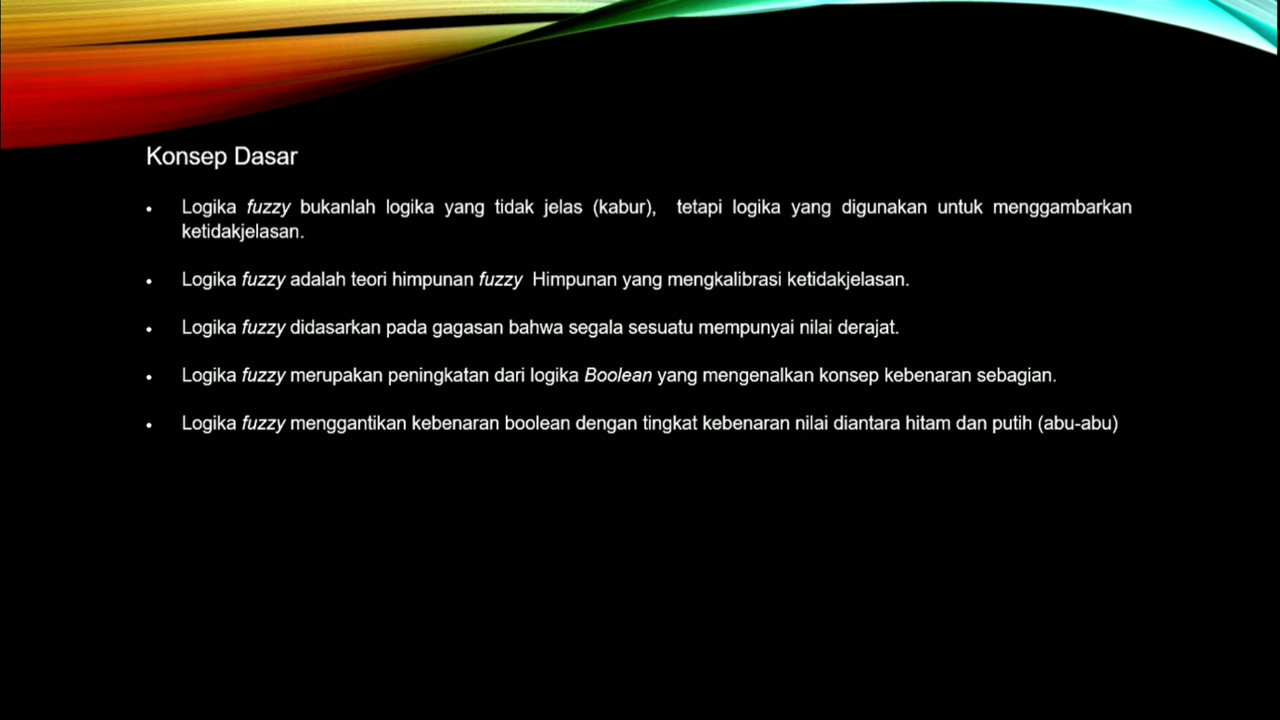 Konsep Dasar
• Logika fuzzy bukanlah logika yang tidak jelas (kabur), tetapi logika yang digunakan untuk menggambarkan
ketidakjelasan.
• Logika fuzzy adalah teori himpunan fuzzy Himpunan yang mengkalibrasi ketidakjelasan.
• Logika fuzzy didasarkan pada gagasan bahwa segala sesuatu mempunyai nilai derajat.
• Logika fuzzy merupakan peningkatan dari logika Boolean yang mengenalkan konsep kebenaran sebagian.
• Logika fuzzy menggantikan kebenaran boolean dengan tingkat kebenaran nilai diantara hitam dan putih (abu-abu)